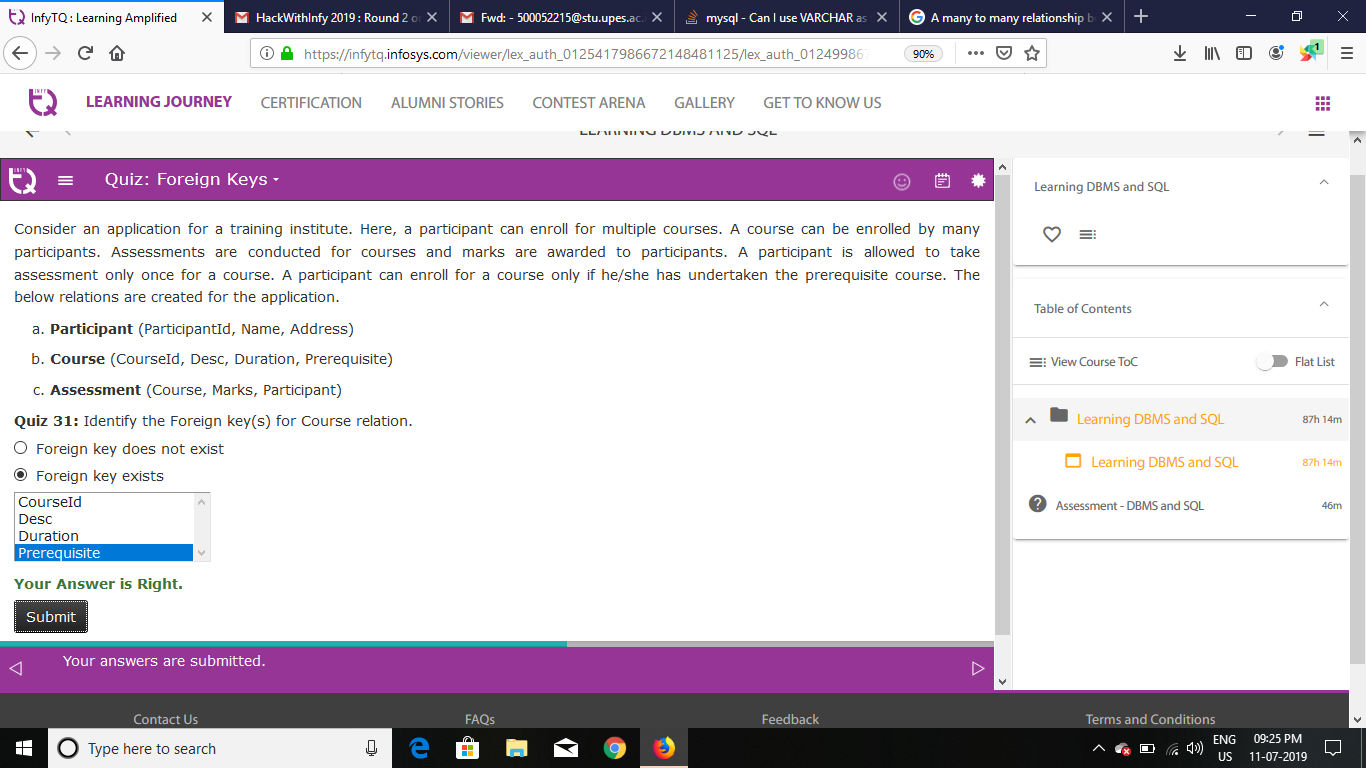 InfyTQ : Learning Amplified
HackWithInfy 2019 : Round 2 o
Fwd: - 500052215@stu.upes.ac.
mysql - Can I use VARCHAR as
A many to many relationship b
https://infytq.infosys.com/viewer/lex_auth_0125417986672148481125/lex_auth_01249986
90%
1
INFY TQ
LEARNING JOURNEY
CERTIFICATION
ALUMNI STORIES
CONTEST ARENA
GALLERY
GET TO KNOW US
LEARNING DBMS AND SQL
INFY TQ
Quiz: Foreign Keys
Consider an application for a training institute. Here, a participant can enroll for multiple courses. A course can be enrolled by many
participants. Assessments are conducted for courses and marks are awarded to participants. A participant is allowed to take
assessment only once for a course. A participant can enroll for a course only if he/she has undertaken the prerequisite course. The
below relations are created for the application.
a. Participant (ParticipantId, Name, Address)
b. Course (CourseId, Desc, Duration, Prerequisite)
c. Assessment (Course, Marks, Participant)
Quiz 31: Identify the Foreign key(s) for Course relation.
Foreign key does not exist
Foreign key exists
CourseId
Desc
Duration
Prerequisite
Your Answer is Right.
Submit
Your answers are submitted.
Learning DBMS and SQL
Table of Contents
View Course ToC
Flat List
Learning DBMS and SQL
87h 14m
Learning DBMS and SQL
87h 14m
Assessment - DBMS and SQL
46m
Contact Us
FAQs
Feedback
Terms and Conditions
Type here to search
ENG
US
09:25 PM
11-07-2019